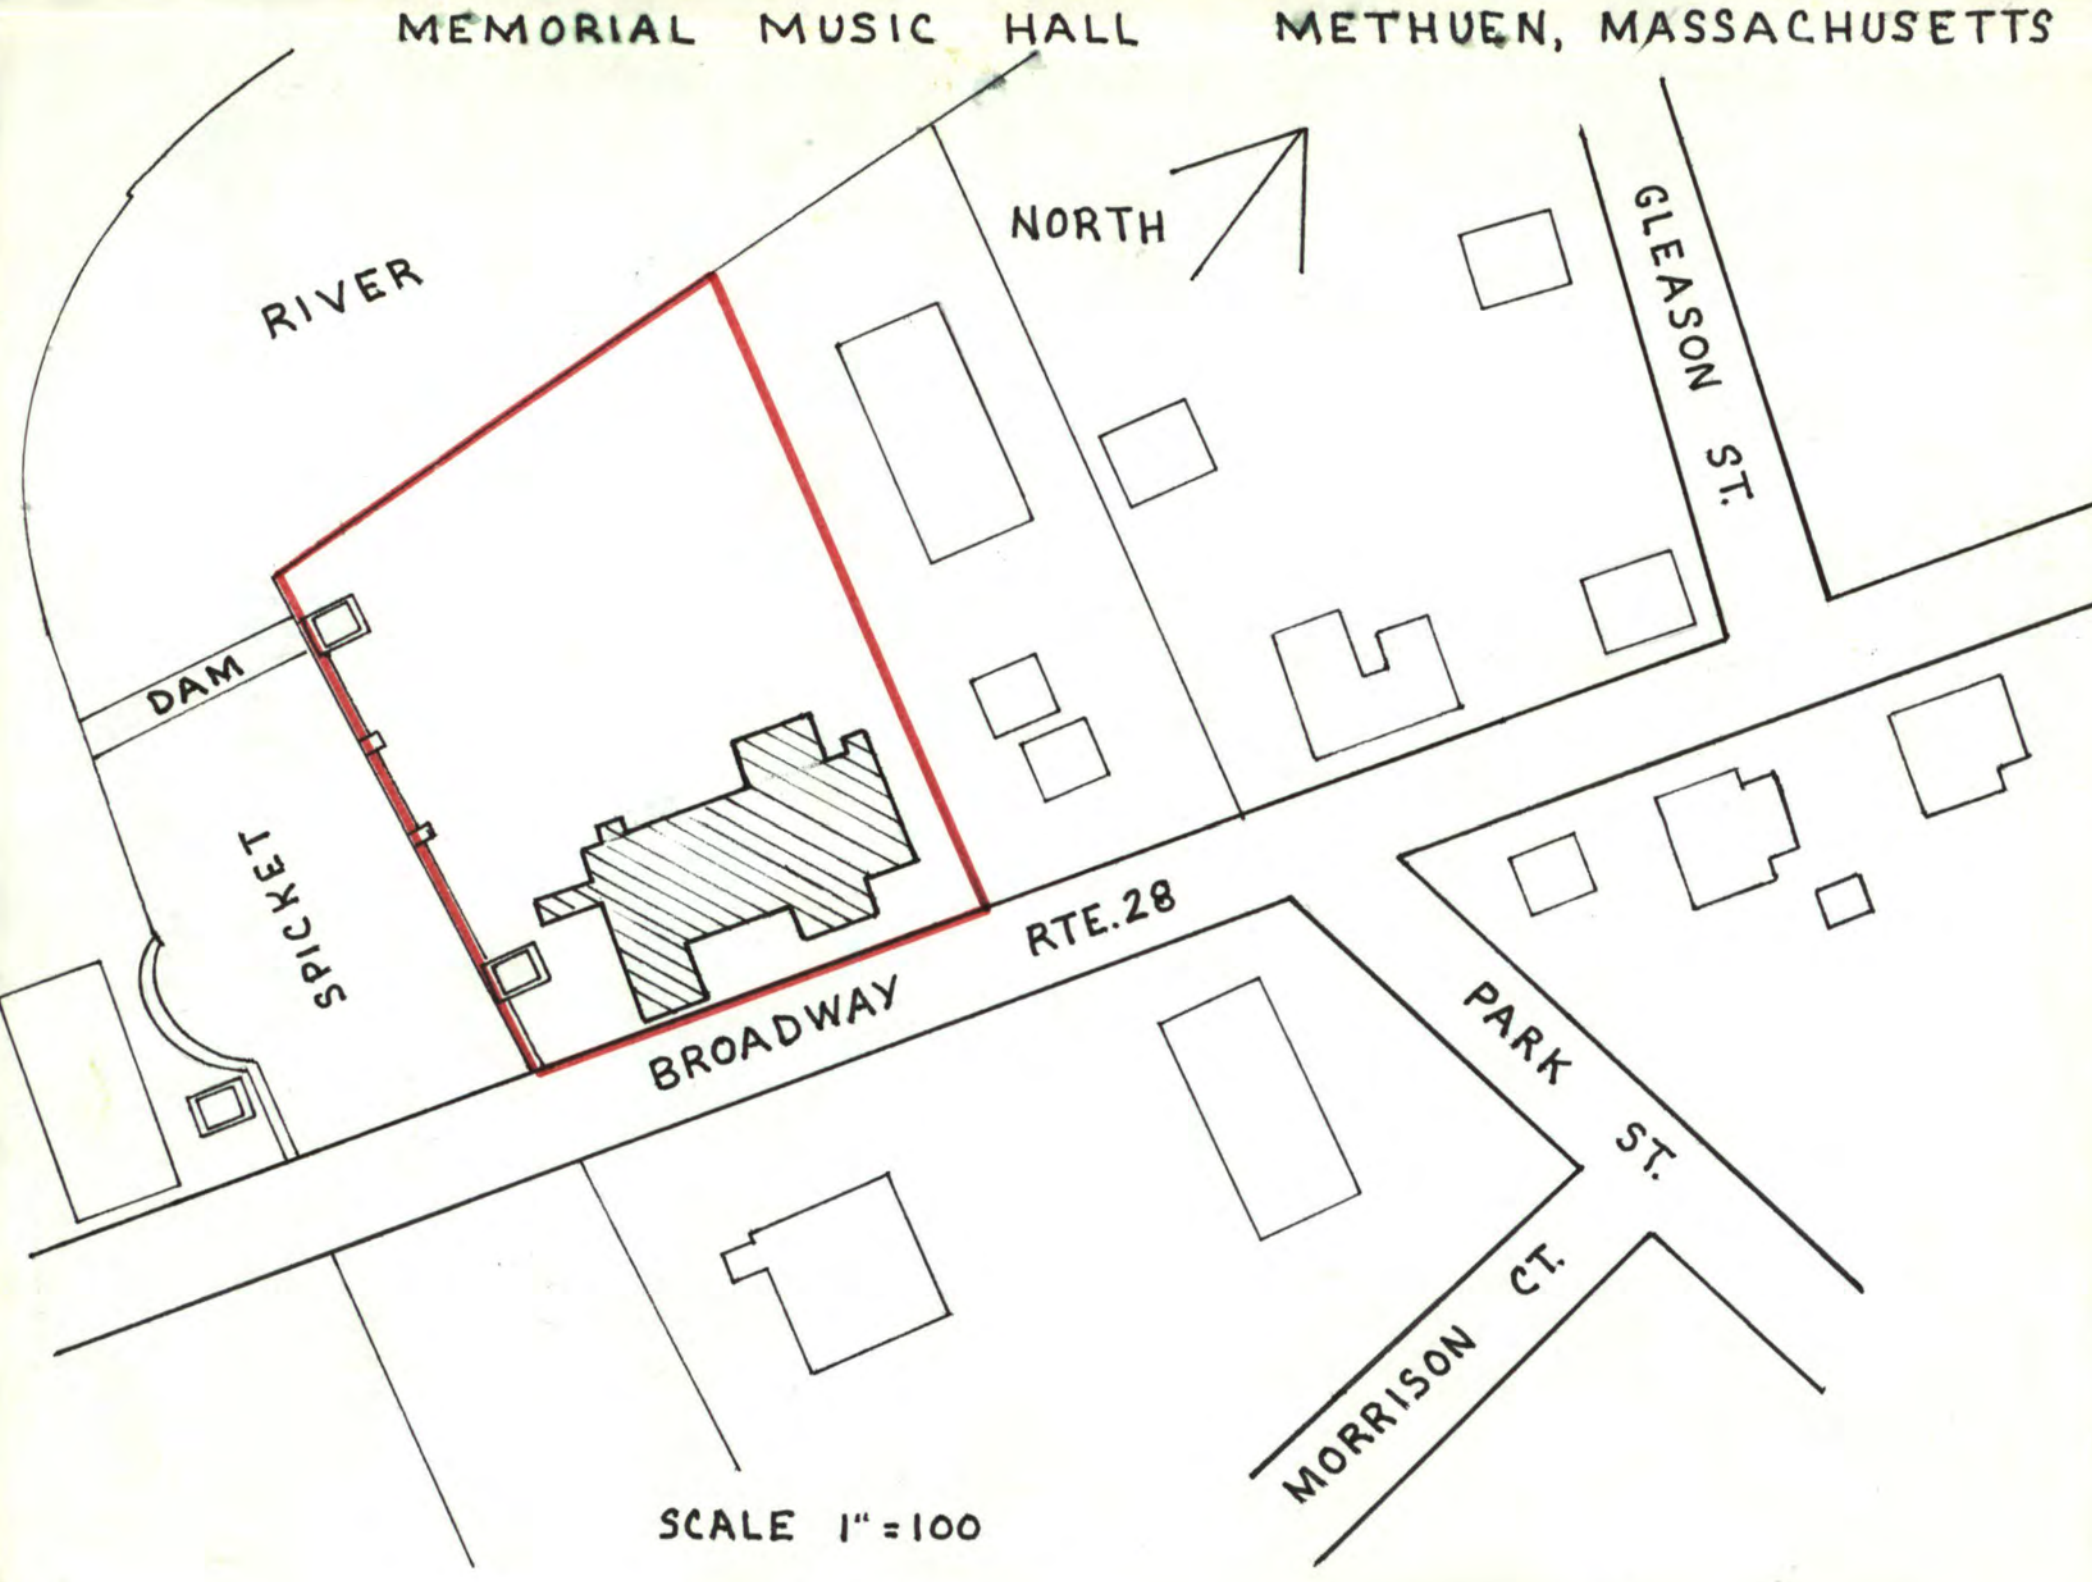 MEMORIAL MUSIC HALL METHUEN, MASSACHUSETTS
NORTH
GLEASON ST.
RIVER
DAM
SPICKET
RTE. 28
BROADWAY
PARK ST.
MORRISON CT.
SCALE 1" = 100